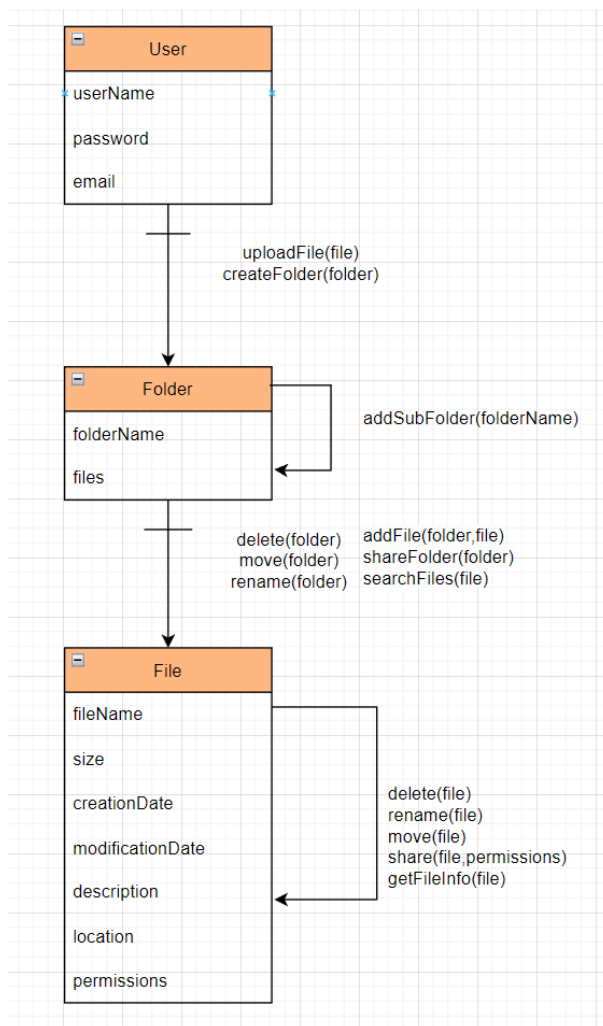 User
userName
password
email
uploadFile(file)
createFolder(folder)
Folder
folderName
files
addSubFolder(folderName)
delete(folder)
move(folder)
rename(folder)
addFile(folder,file)
shareFolder(folder)
searchFiles(file)
File
fileName
size
creationDate
modificationDate
description
location
permissions
delete(file)
rename(file)
move(file)
share(file,permissions)
getFileInfo(file)